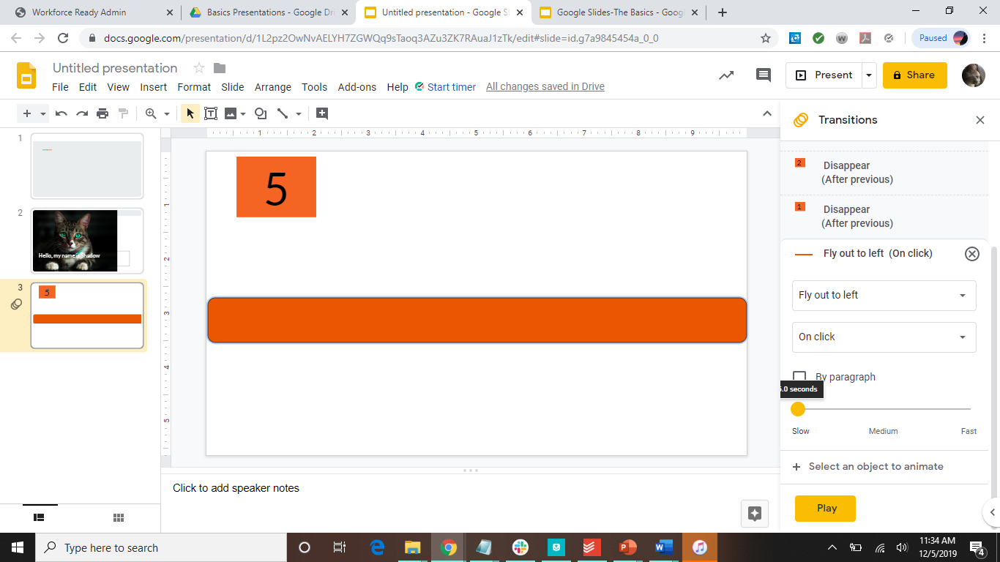 Workforce Ready Admin
Basics Presentations - Google Dri
Untitled presentation - Google S
Google Slides-The Basics - Goog
docs.google.com/presentation/d/1L2pz2OwNvAELYH7ZGWQq9sTaoq3AZu3ZK7RAuaJ1zTk/edit#slide=id.g7a9845454a_0_0
Paused
Untitled presentation
File Edit View Insert Format Slide Arrange Tools Add-ons Help Start timer All changes saved in Drive
Present
Share
Transitions
1 2 3 4 5 6 7 8 9
1
2
3
4
5
1
2
Hello, my name is Shadow
3
5
5
2
Disappear
(After previous)
1
Disappear
(After previous)
Fly out to left (On click)
Fly out to left
On click
By paragraph
.0 seconds
Slow Medium Fast
+ Select an object to animate
Play
Click to add speaker notes
Type here to search
11:34 AM
12/5/2019
4